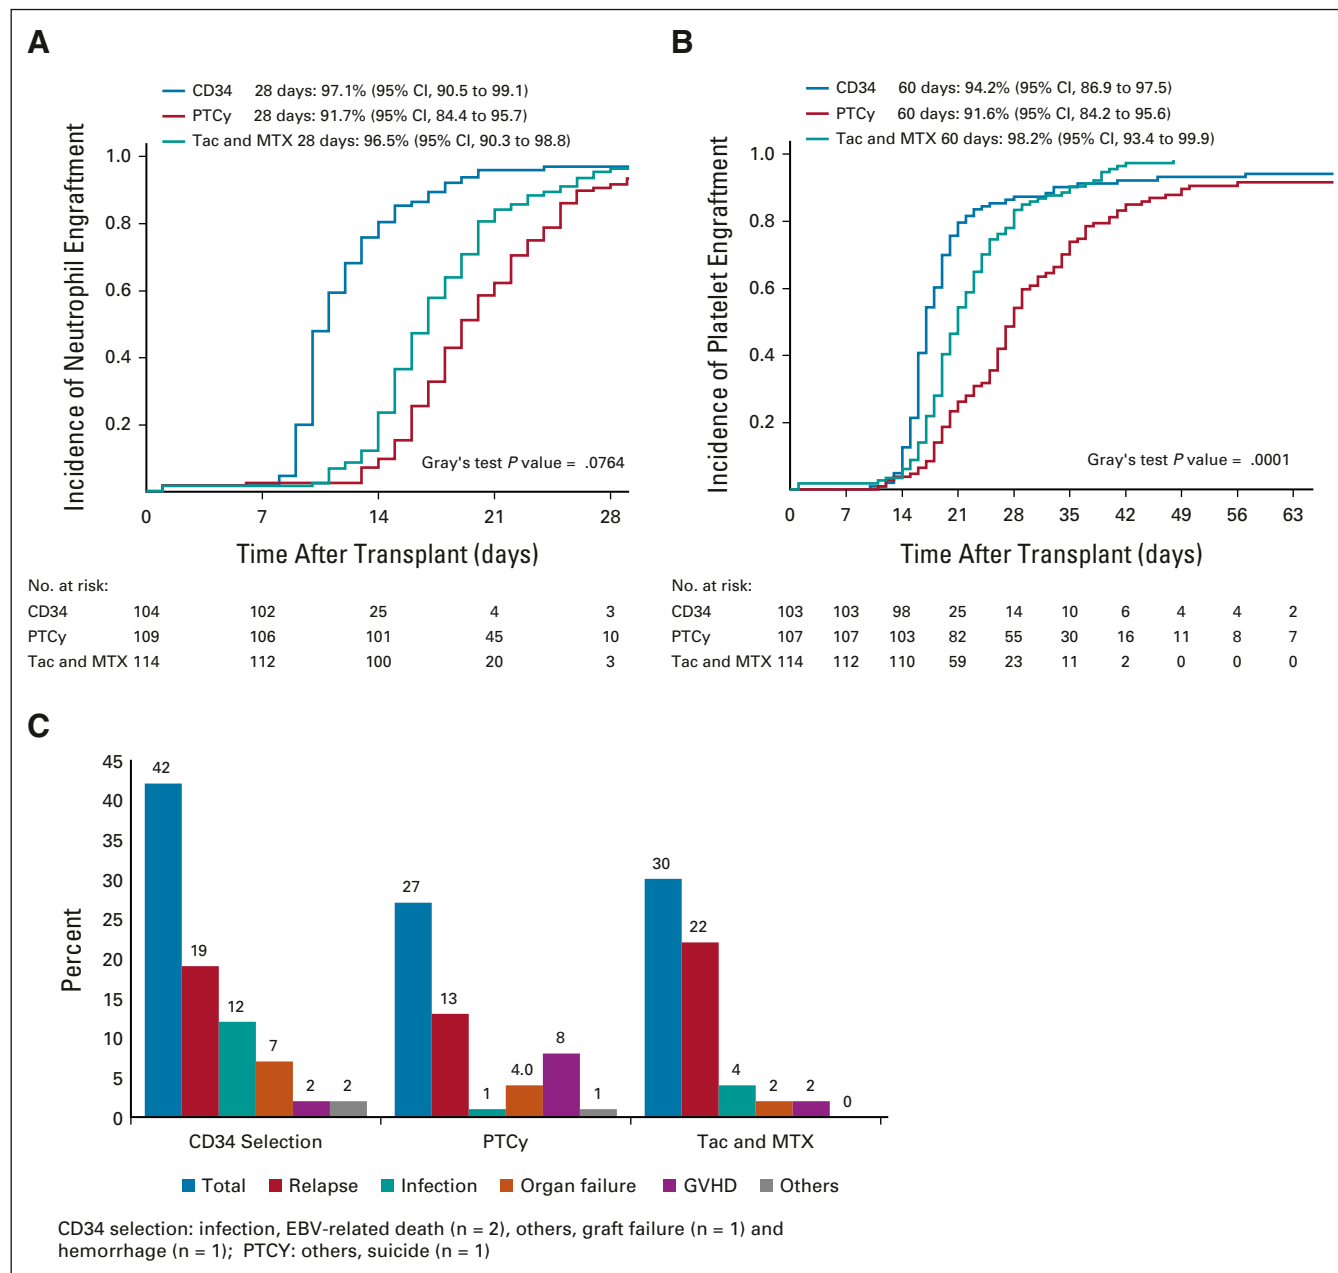 A
CD34 28 days: 97.1% (95% CI, 90.5 to 99.1)
PTCy 28 days: 91.7% (95% CI, 84.4 to 95.7)
Tac and MTX 28 days: 96.5% (95% CI, 90.3 to 98.8)
Incidence of Neutrophil Engraftment
1.0
0.8
0.6
0.4
0.2
Gray's test P value = .0764
0 7 14 21 28
Time After Transplant (days)
No. at risk:
CD34 104 102 25 4 3
PTCy 109 106 101 45 10
Tac and MTX 114 112 100 20 3
B
CD34 60 days: 94.2% (95% CI, 86.9 to 97.5)
PTCy 60 days: 91.6% (95% CI, 84.2 to 95.6)
Tac and MTX 60 days: 98.2% (95% CI, 93.4 to 99.9)
Incidence of Platelet Engraftment
1.0
0.8
0.6
0.4
0.2
Gray's test P value = .0001
0 7 14 21 28 35 42 49 56 63
Time After Transplant (days)
No. at risk:
CD34 103 103 98 25 14 10 6 4 4 2
PTCy 107 107 103 82 55 30 16 11 8 7
Tac and MTX 114 112 110 59 23 11 2 0 0 0
C
Percent
45
40
35
30
25
20
15
10
5
0
42 19 12 7 2 2
27 13 1 4.0 8 1
30 22 4 2 2 0
CD34 Selection PTCy Tac and MTX
Total Relapse Infection Organ failure GVHD Others
CD34 selection: infection, EBV-related death (n = 2), others, graft failure (n = 1) and
hemorrhage (n = 1); PTCY: others, suicide (n = 1)